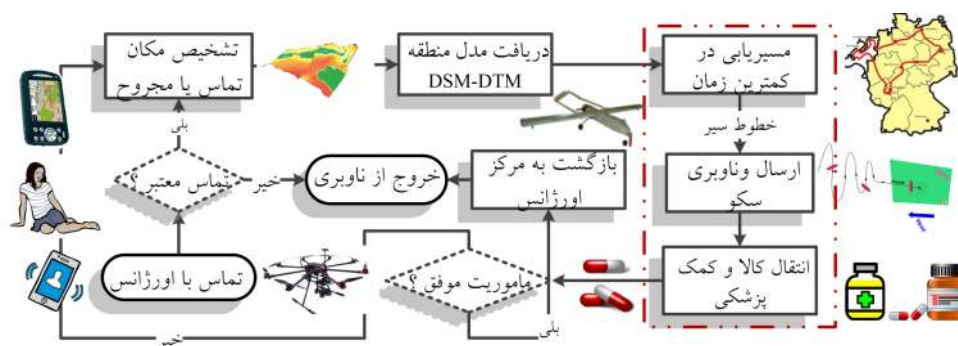 تشخیص مکان
تماس یا مجروح
دریافت مدل منطقه
DSM-DTM
مسیریابی در
کمترین زمان
خطوط سیر
بلی
تماس معتبر؟
خیر
خروج از ناوبری
بازگشت به مرکز
اورژانس
ارسال وناوبری
سکو
تماس با اورژانس
ماموریت موفق؟
انتقال کالا و کمک
پزشکی
بلی
خیر